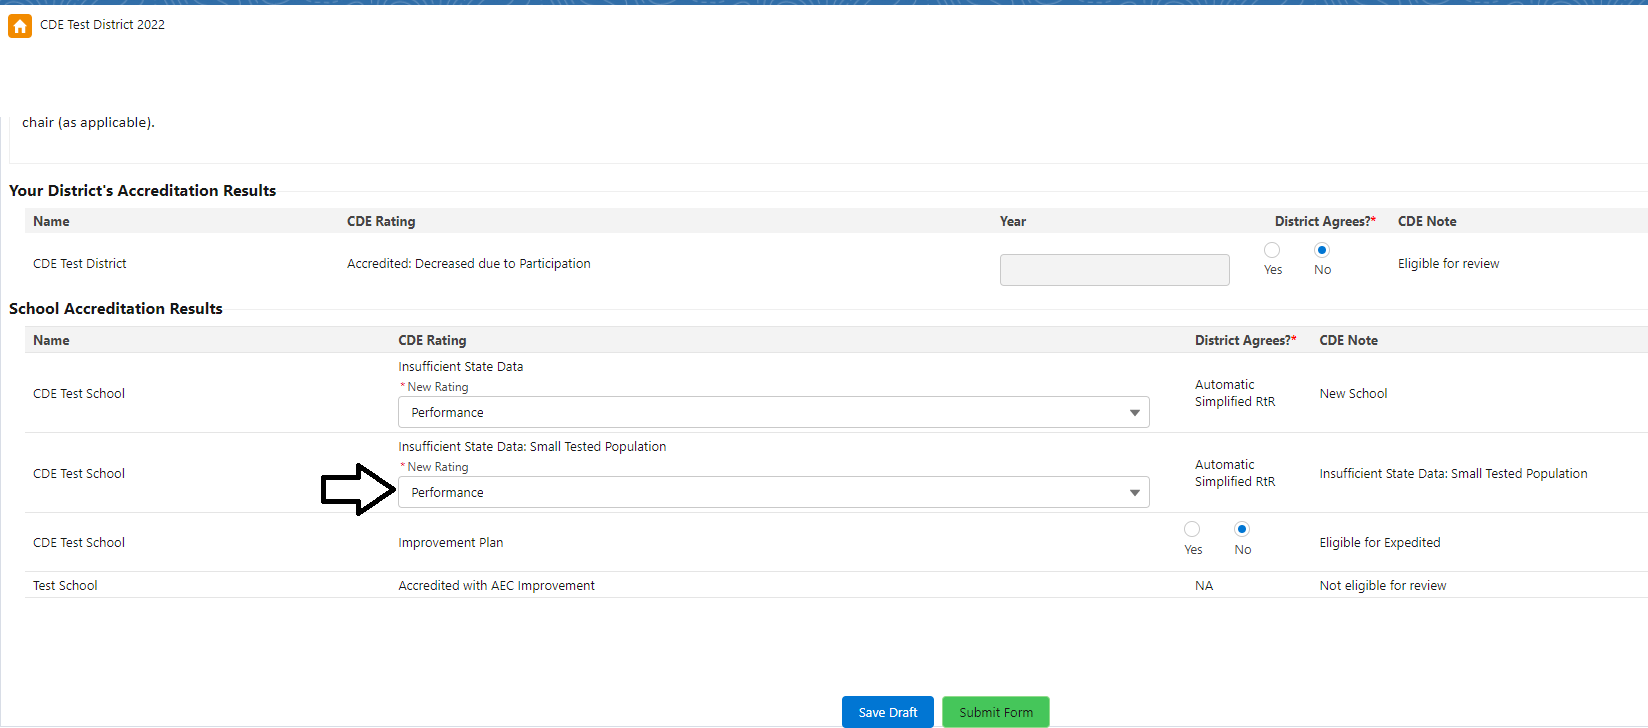 CDE Test District 2022
chair (as applicable).
Your District's Accreditation Results
Name CDE Rating Year District Agrees?* CDE Note
CDE Test District Accredited: Decreased due to Participation Yes No Eligible for review
School Accreditation Results
Name CDE Rating District Agrees?* CDE Note
Insufficient State Data
*New Rating
CDE Test School Performance Automatic Simplified RtR New School
Insufficient State Data: Small Tested Population
*New Rating
CDE Test School Performance Automatic Simplified RtR Insufficient State Data: Small Tested Population
CDE Test School Improvement Plan Yes No Eligible for Expedited
Test School Accredited with AEC Improvement NA Not eligible for review
Save Draft Submit Form